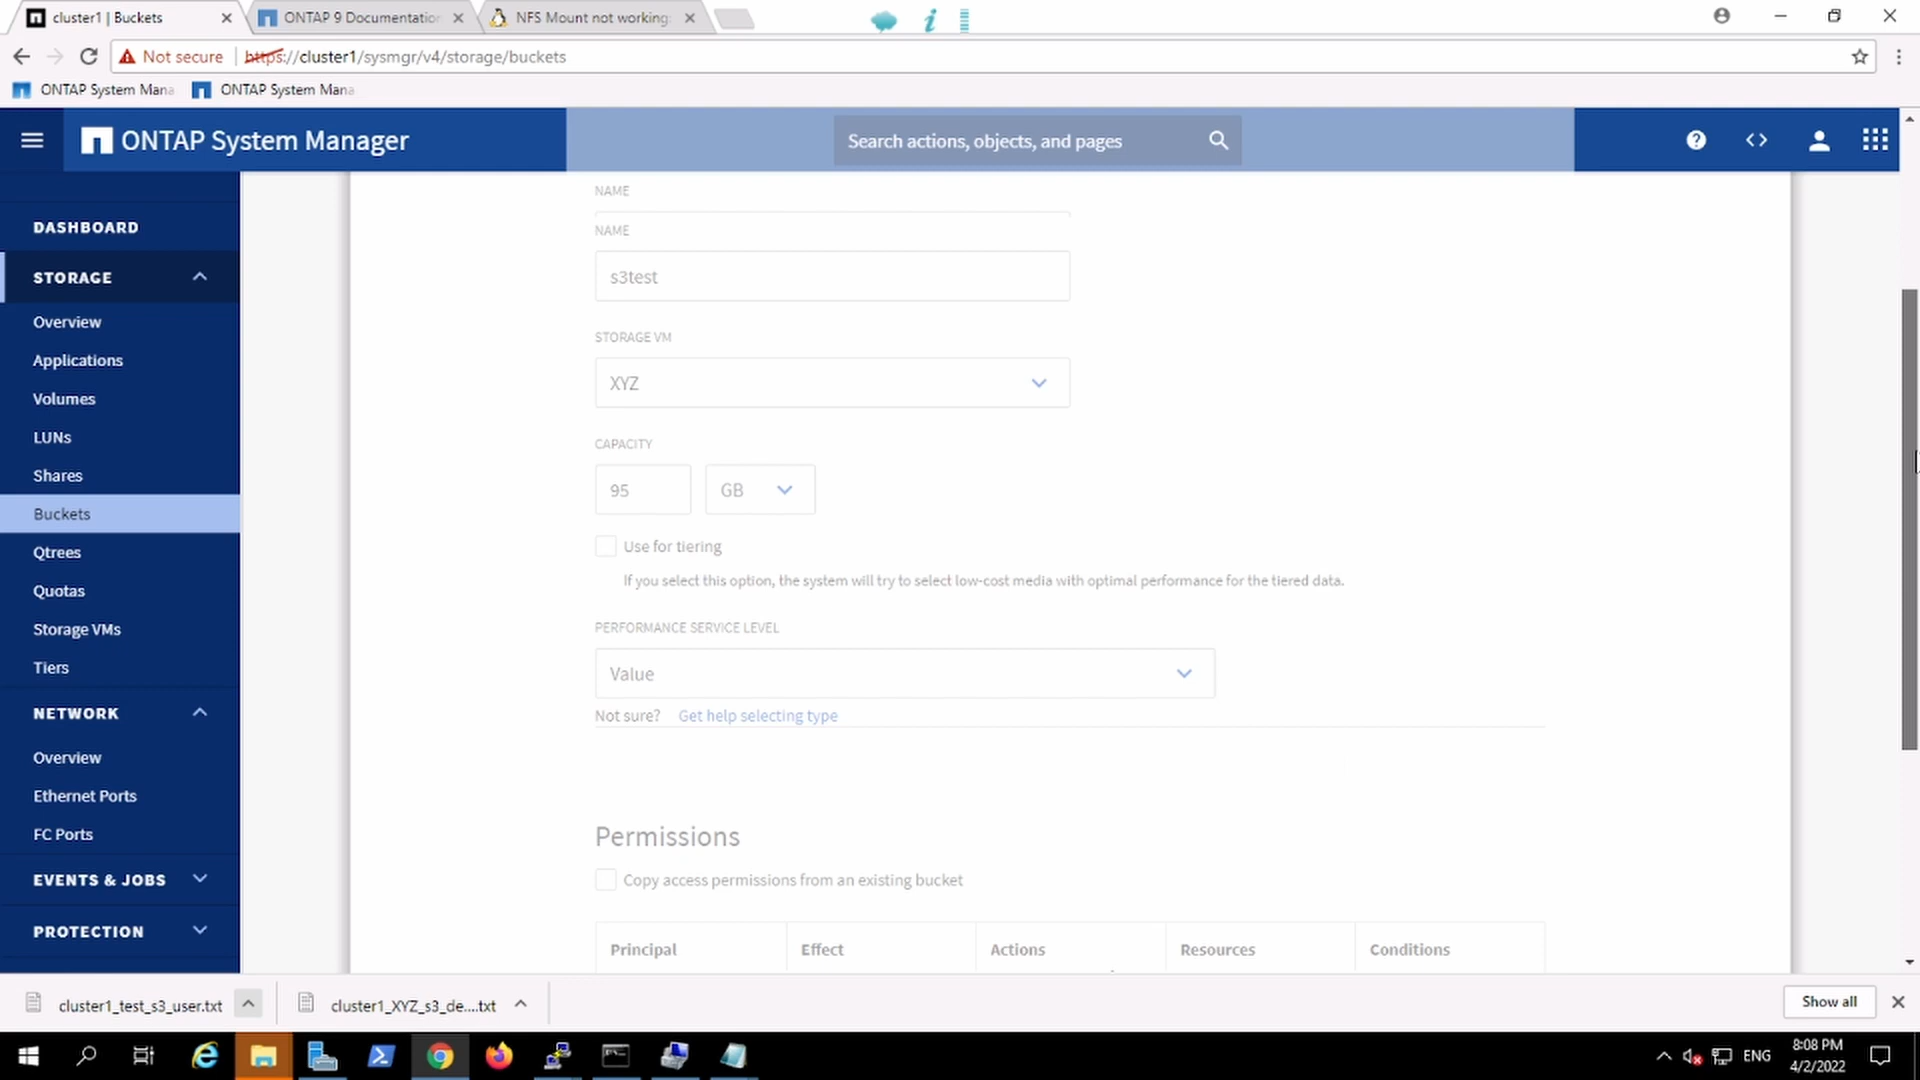 cluster1 | Buckets
ONTAP 9 Documentation
NFS Mount not working
Not secure
https://cluster1/sysmgr/v4/storage/buckets
ONTAP System Mana
ONTAP System Mana
ONTAP System Manager
Search actions, objects, and pages
DASHBOARD
STORAGE
Overview
Applications
Volumes
LUNs
Shares
Buckets
Qtrees
Quotas
Storage VMs
Tiers
NETWORK
Overview
Ethernet Ports
FC Ports
EVENTS & JOBS
PROTECTION
NAME
NAME
s3test
STORAGE VM
XYZ
CAPACITY
95
GB
Use for tiering
If you select this option, the system will try to select low-cost media with optimal performance for the tiered data.
PERFORMANCE SERVICE LEVEL
Value
Not sure? Get help selecting type
Permissions
Copy access permissions from an existing bucket
Principal
Effect
Actions
Resources
Conditions
cluster1_test_s3_user.txt
cluster1_XYZ_s3_de....txt
Show all
ENG
8:08 PM
4/2/2022